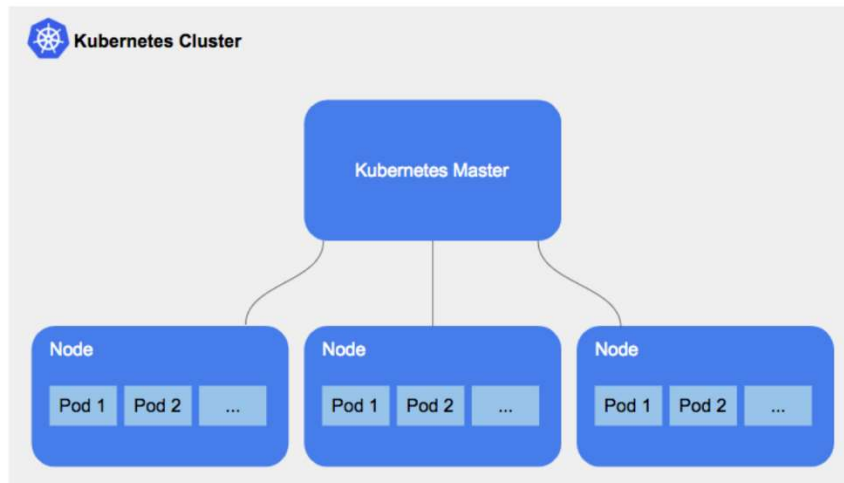 Kubernetes Cluster
Kubernetes Master
Node
Pod 1 Pod 2 ...
Node
Pod 1 Pod 2 ...
Node
Pod 1 Pod 2 ...